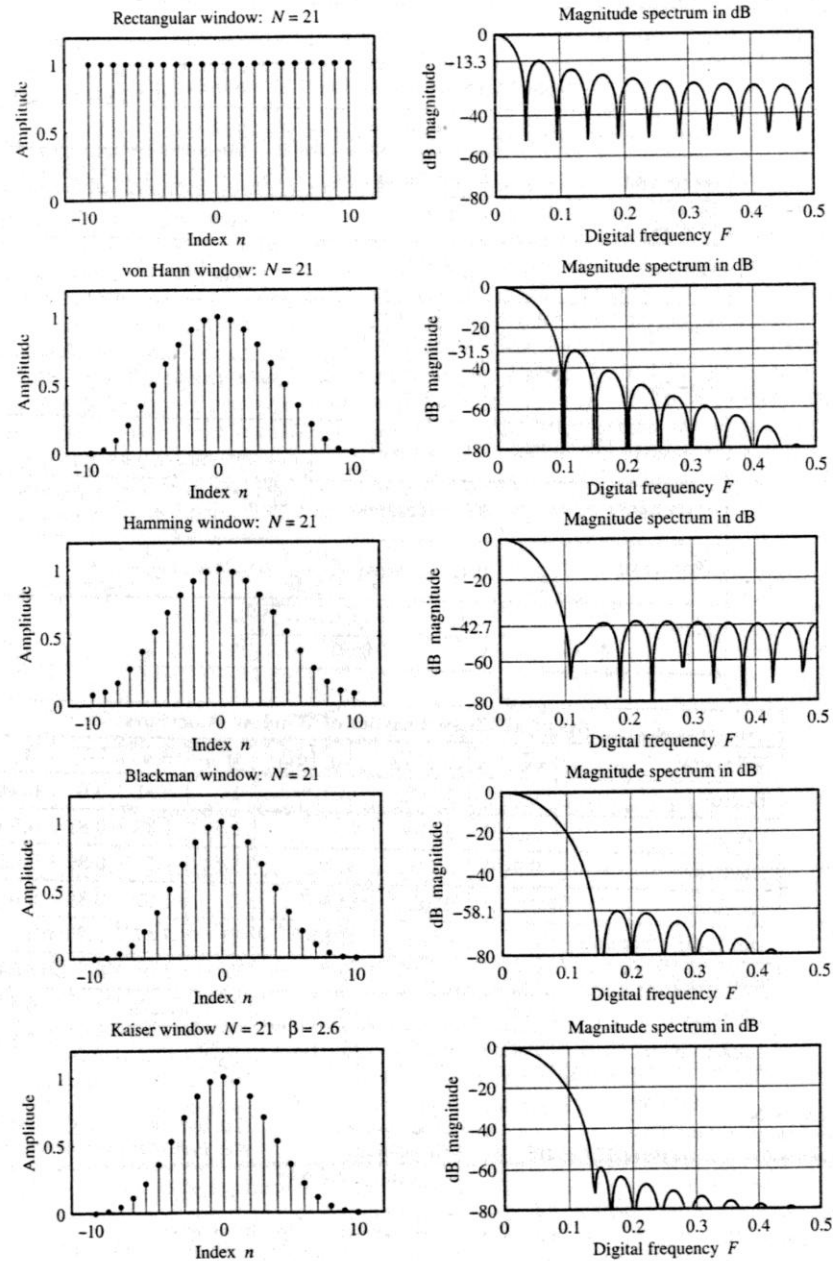 Rectangular window: N = 21
Magnitude spectrum in dB
Amplitude
1
0.5
0
−10
0
10
Index n
dB magnitude
0
−13.3
−40
−60
−80
0
0.1
0.2
0.3
0.4
0.5
Digital frequency F
von Hann window: N = 21
Magnitude spectrum in dB
Amplitude
1
0.5
0
−10
0
10
Index n
dB magnitude
0
−20
−31.5
−40
−60
−80
0
0.1
0.2
0.3
0.4
0.5
Digital frequency F
Hamming window: N = 21
Magnitude spectrum in dB
Amplitude
1
0.5
0
−10
0
10
Index n
dB magnitude
0
−20
−42.7
−60
−80
0
0.1
0.2
0.3
0.4
0.5
Digital frequency F
Blackman window: N = 21
Magnitude spectrum in dB
Amplitude
1
0.5
0
−10
0
10
Index n
dB magnitude
0
−20
−40
−58.1
−80
0
0.1
0.2
0.3
0.4
0.5
Digital frequency F
Kaiser window N = 21 β = 2.6
Magnitude spectrum in dB
Amplitude
1
0.5
0
−10
0
10
Index n
dB magnitude
0
−20
−40
−60
−80
0
0.1
0.2
0.3
0.4
0.5
Digital frequency F